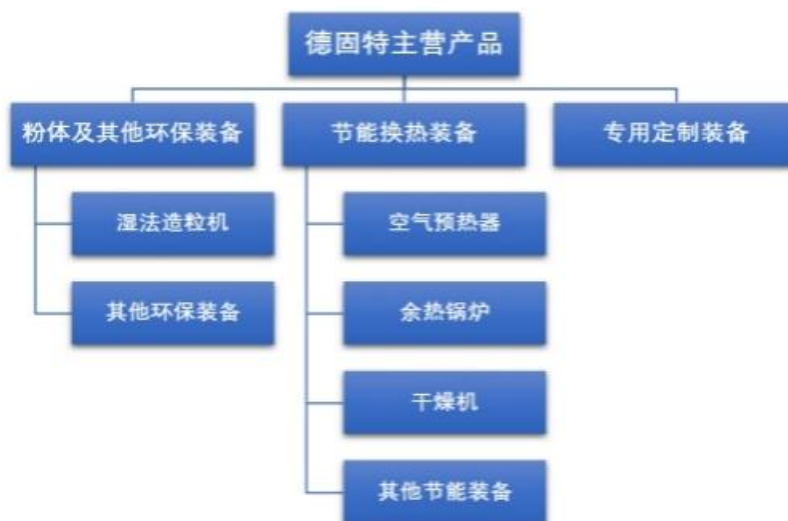 德固特主营产品
粉体及其他环保装备
节能换热装备
专用定制装备
湿法造粒机
空气预热器
其他环保装备
余热锅炉
干燥机
其他节能装备